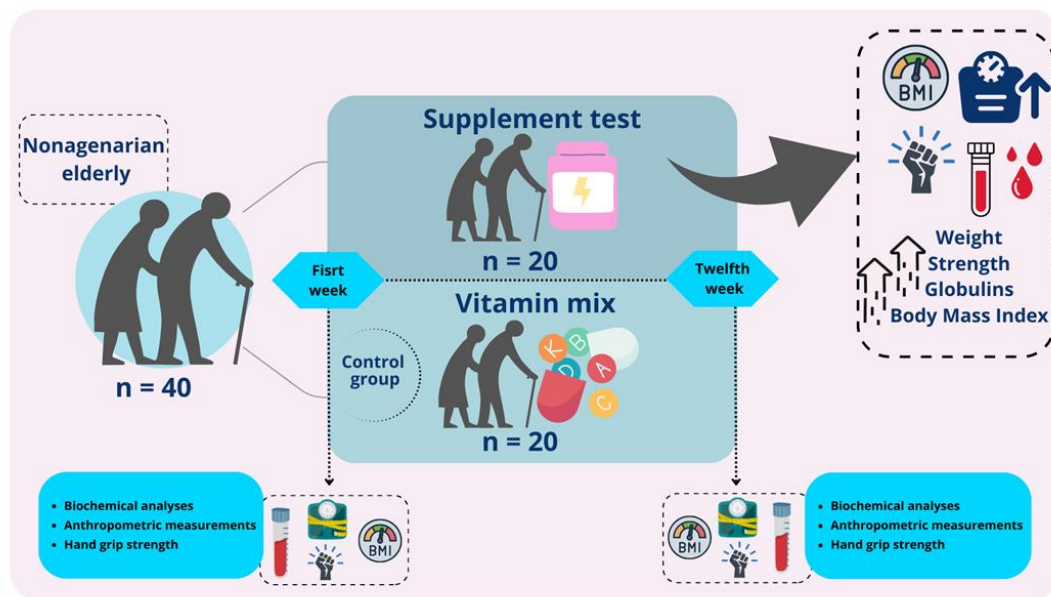 Nonagenarian
elderly
n = 40
Supplement test
n = 20
Fisrt
week
Twelfth
week
Vitamin mix
Control
group
K
B
D
A
C
n = 20
BMI
Weight
Strength
Globulins
Body Mass Index
• Biochemical analyses
• Anthropometric measurements
• Hand grip strength
BMI
BMI
• Biochemical analyses
• Anthropometric measurements
• Hand grip strength